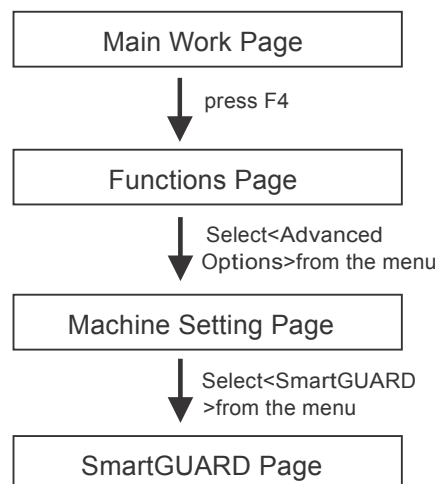 Main Work Page
press F4
Functions Page
Select<Advanced
Options>from the menu
Machine Setting Page
Select<SmartGUARD
>from the menu
SmartGUARD Page